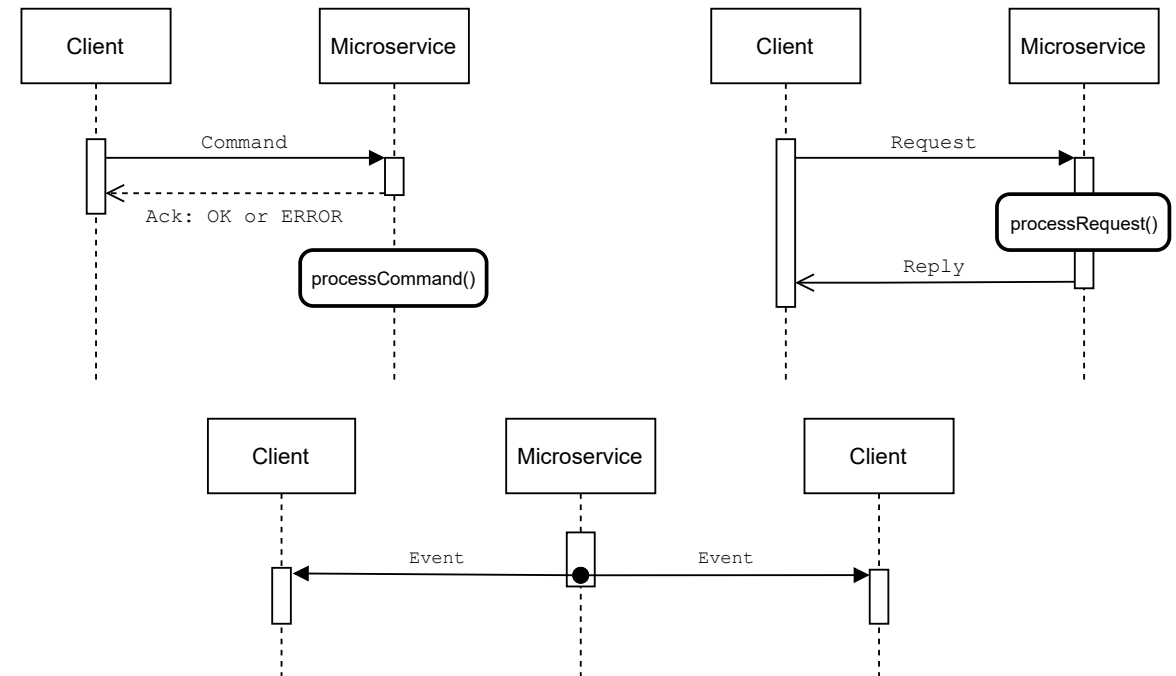 Client
Microservice
Command
Ack: OK or ERROR
processCommand()
Client
Microservice
Request
processRequest()
Reply
Client
Microservice
Client
Event
Event